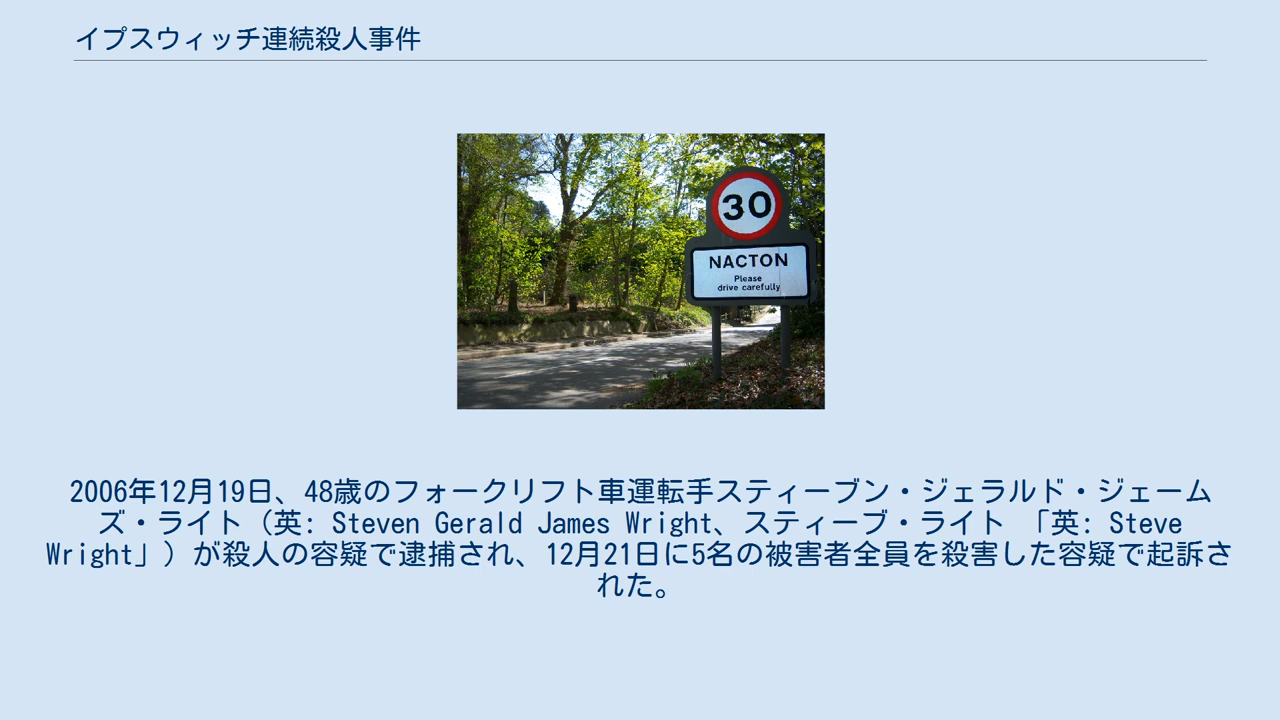 イプスウィッチ連続殺人事件
30
NACTON
Please
drive carefully
2006年12月19日、48歳のフォークリフト車運転手スティーブン・ジェラルド・ジェーム
ズ・ライト（英: Steven Gerald James Wright、スティーブ・ライト 「英: Steve
Wright」）が殺人の容疑で逮捕され、12月21日に5名の被害者全員を殺害した容疑で起訴さ
れた。